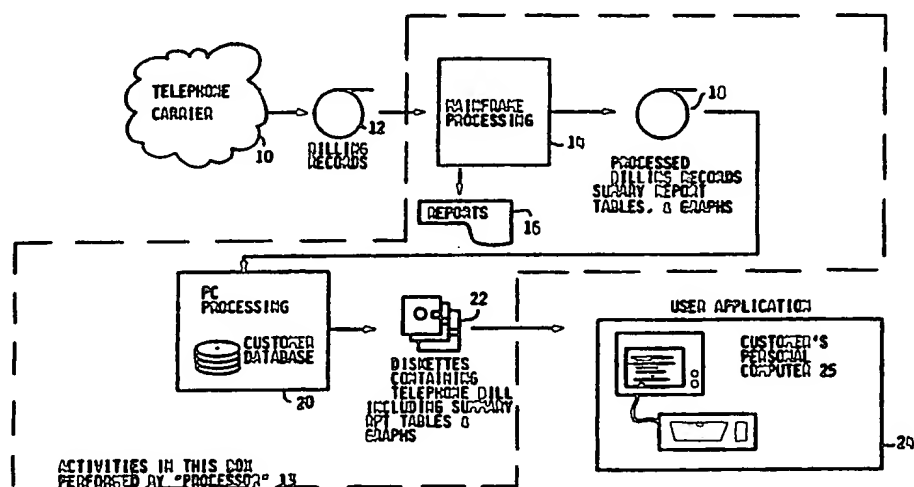 TELEPHONE
CARRIER
10
12
BILLING
RECORDS
MAINFRAME
PROCESSING
14
REPORTS
16
18
PROCESSED
BILLING RECORDS
SUMARY REPORT
TABLES, & GRAPHS
PC
PROCESSING
CUSTOMER
DATABASE
20
22
DISKETTES
CONTAINING
TELEPHONE BILL
INCLUDING SUMMARY
RPT TABLES &
GRAPHS
USER APPLICATION
CUSTOMER'S
PERSONAL
COMPUTER 25
24
ACTIVITIES IN THIS BOX
PERFORMED BY "PROCESSOR" 13